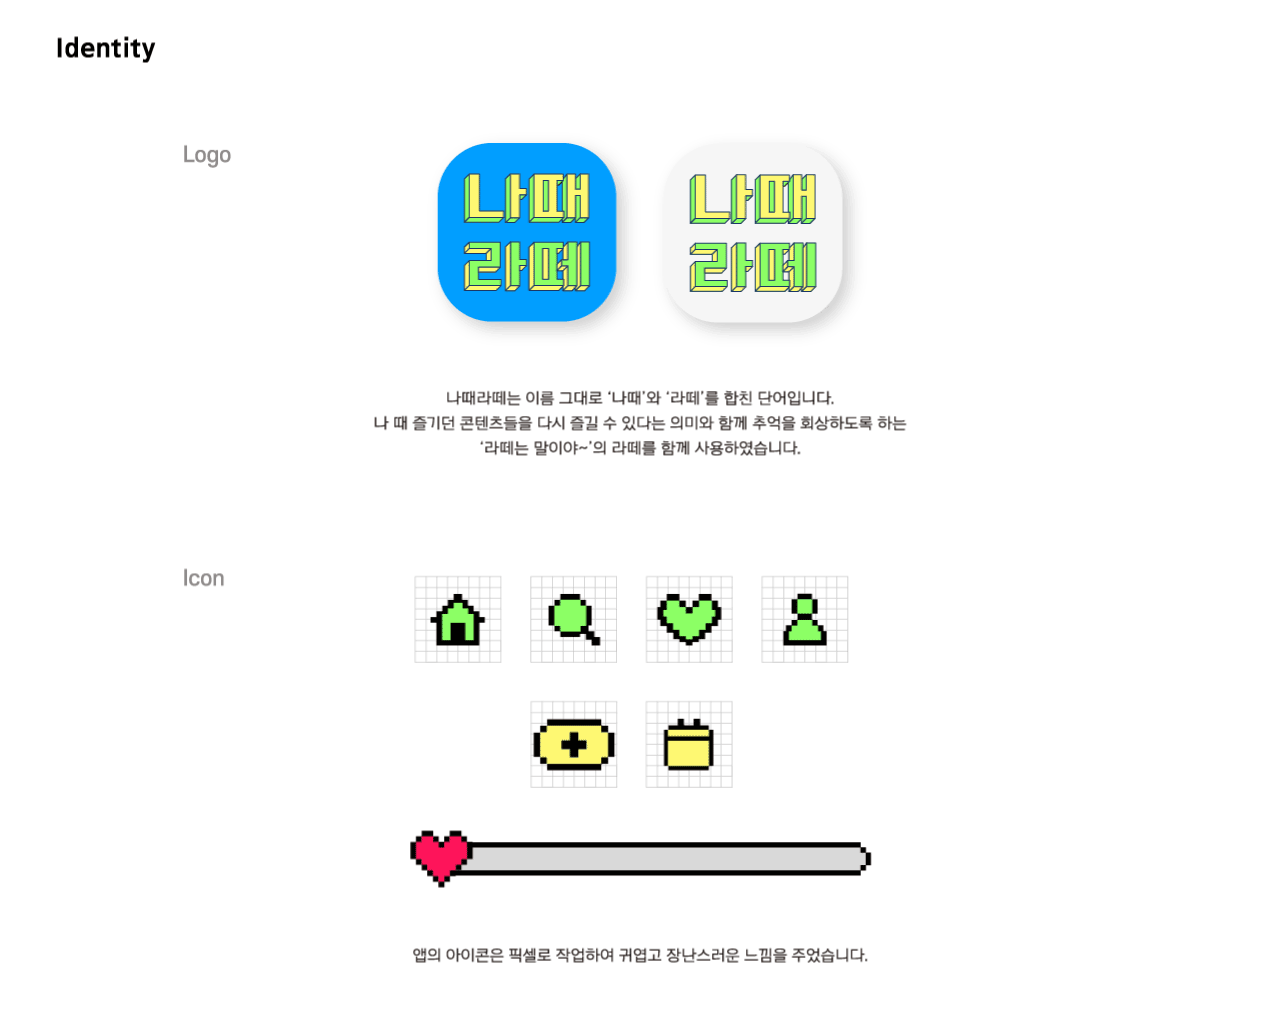 Identity
Logo
나때
라떼
나때
라떼
나때라떼는 이름 그대로 ‘나때’와 ‘라떼’를 합친 단어입니다.
나 때 즐기던 콘텐츠들을 다시 즐길 수 있다는 의미와 함께 추억을 회상하도록 하는
‘라떼는 말이야~’의 라떼를 함께 사용하였습니다.
Icon
앱의 아이콘은 픽셀로 작업하여 귀엽고 장난스러운 느낌을 주었습니다.